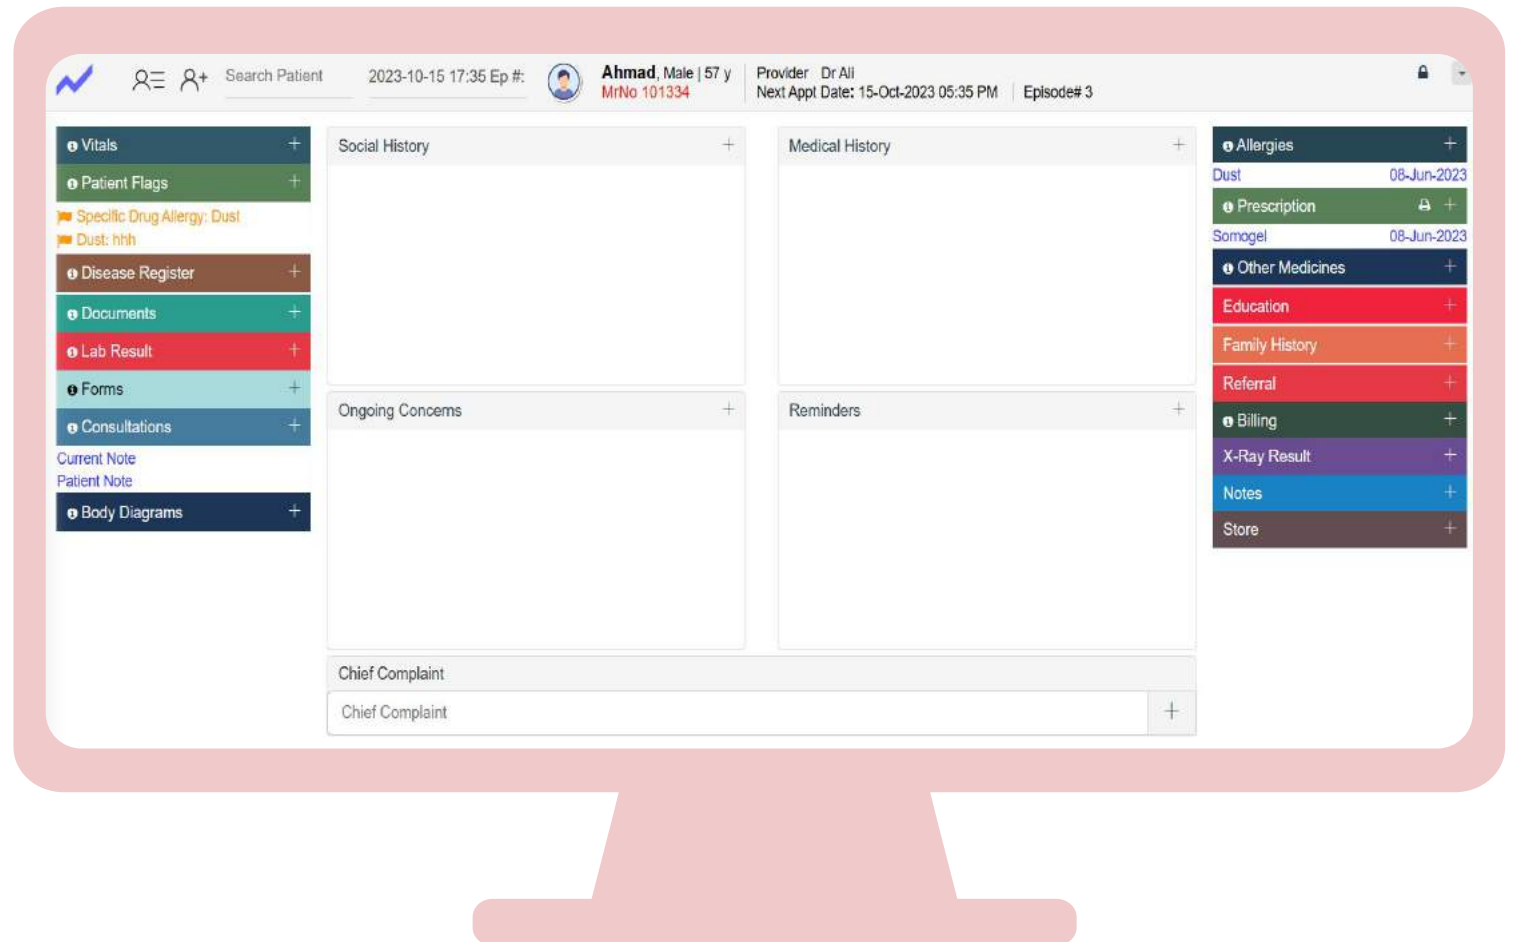 Search Patient
2023-10-15 17:35 Ep #:
Ahmad, Male | 57 y
MrNo 101334
Provider Dr Ali
Next Appt Date: 15-Oct-2023 05:35 PM
Episode# 3
Vitals
Patient Flags
Specific Drug Allergy: Dust
Dust: hhh
Disease Register
Documents
Lab Result
Forms
Consultations
Current Note
Patient Note
Body Diagrams
Social History
Medical History
Ongoing Concerns
Reminders
Chief Complaint
Chief Complaint
Allergies
Dust 08-Jun-2023
Prescription
Somogel 08-Jun-2023
Other Medicines
Education
Family History
Referral
Billing
X-Ray Result
Notes
Store